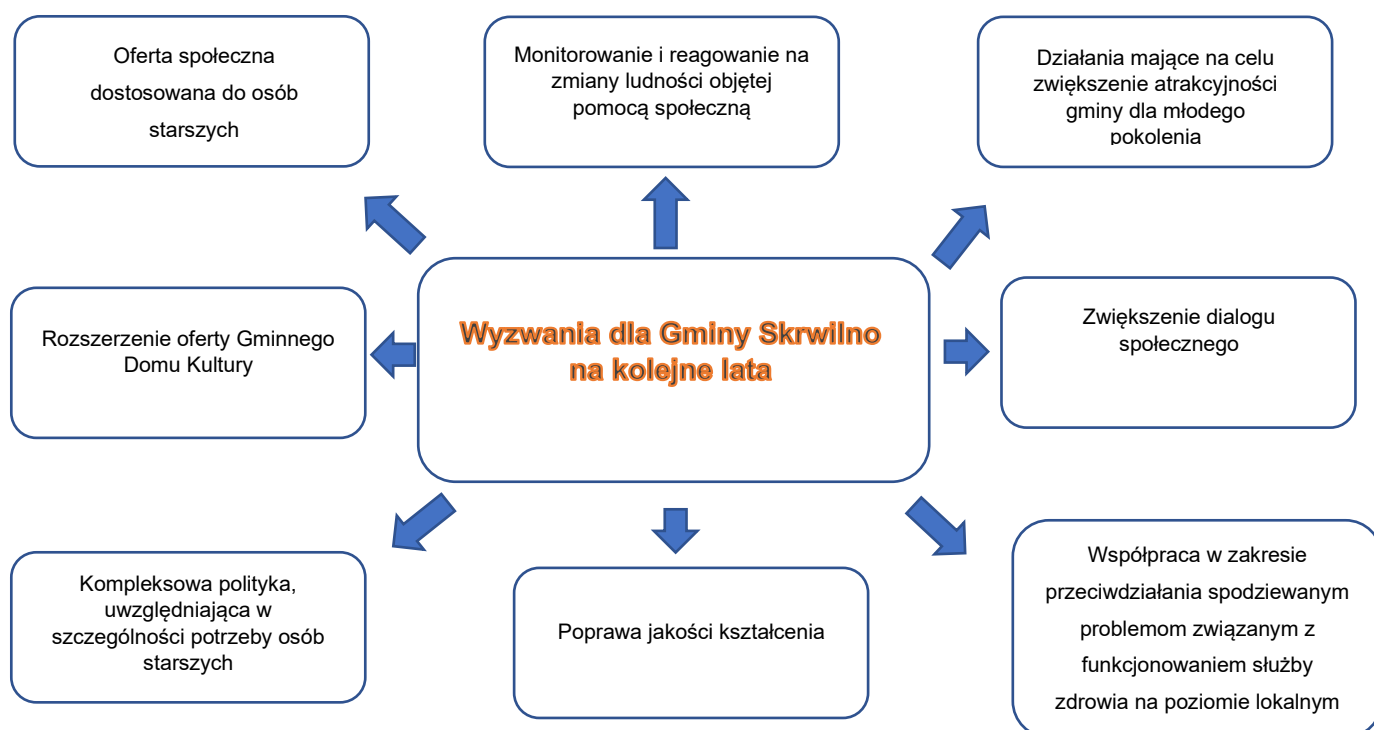 Oferta społeczna
dostosowana do osób
starszych
Monitorowanie i reagowanie na
zmiany ludności objętej
pomocą społeczną
Działania mające na celu
zwiększenie atrakcyjności
gminy dla młodego
pokolenia
Rozszerzenie oferty Gminnego
Domu Kultury
Wyzwania dla Gminy Skrwilno
na kolejne lata
Zwiększenie dialogu
społecznego
Kompleksowa polityka,
uwzględniająca w
szczególności potrzeby osób
starszych
Poprawa jakości kształcenia
Współpraca w zakresie
przeciwdziałania spodziewanym
problemom związanym z
funkcjonowaniem służby
zdrowia na poziomie lokalnym